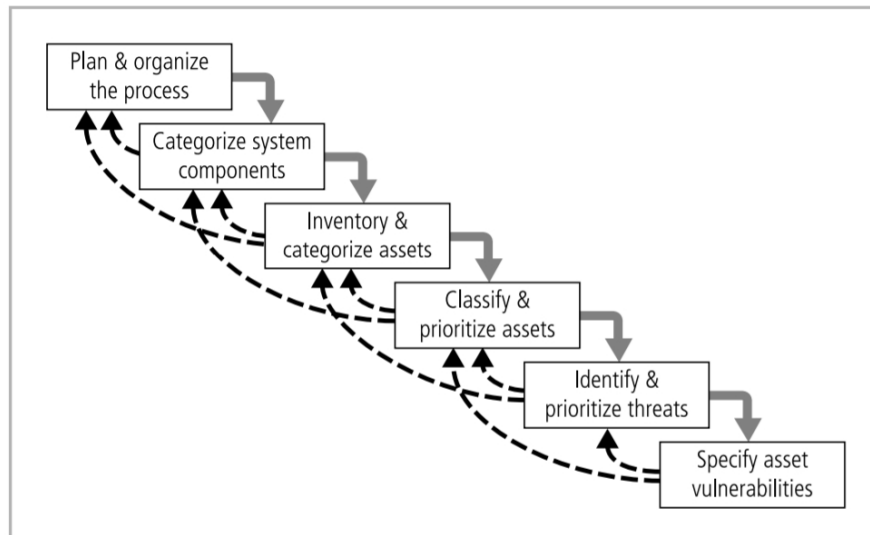 Plan & organize
the process
Categorize system
components
Inventory &
categorize assets
Classify &
prioritize assets
Identify &
prioritize threats
Specify asset
vulnerabilities